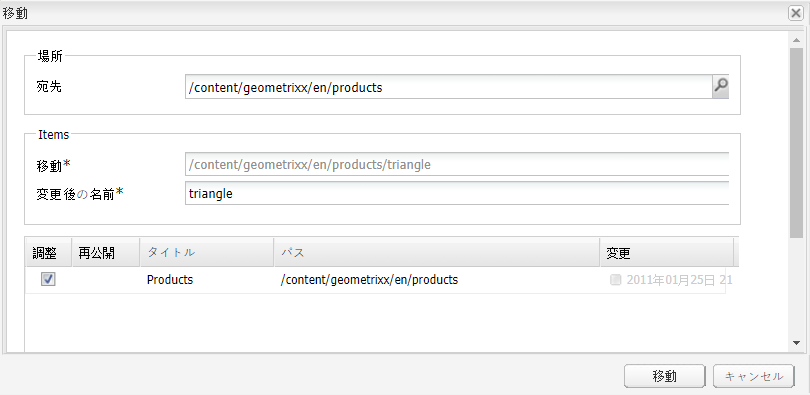 移動
場所
宛先 /content/geometrixx/en/products
Items
移動* /content/geometrixx/en/products/triangle
変更後の名前* triangle
調整 再公開 タイトル パス 変更
Products /content/geometrixx/en/products 2011年01月25日 21
移動 キャンセル